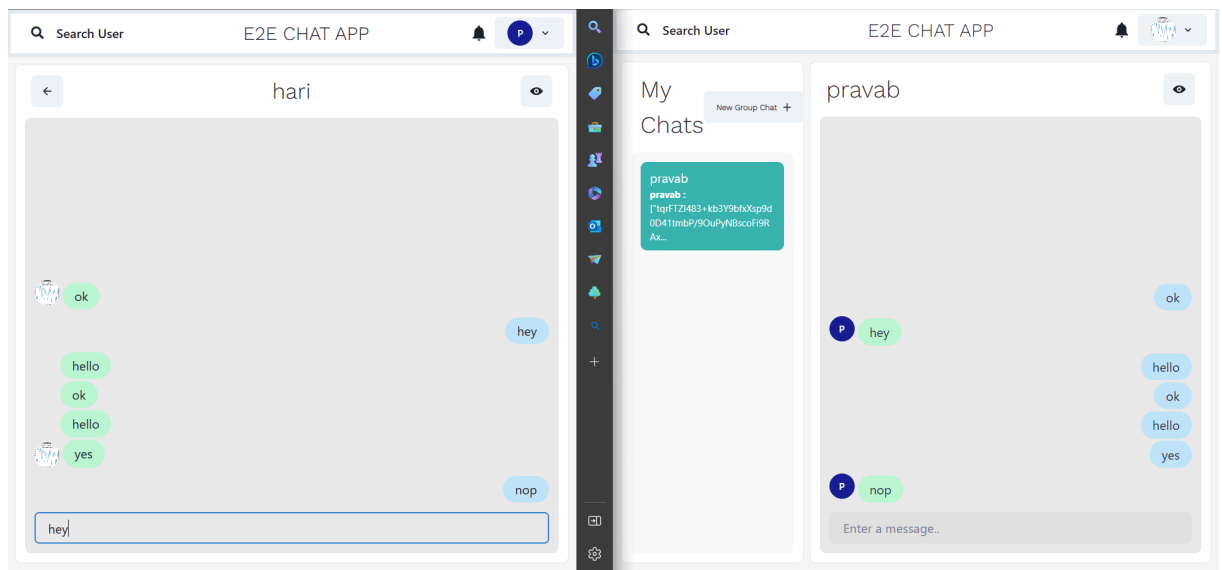 Search User
E2E CHAT APP
P
hari
ok
hey
hello
ok
hello
yes
nop
hey
Search User
E2E CHAT APP
My
Chats
New Group Chat +
pravab
pravab :
["tqrFTZI483+kb3Y9bfxXsp9d
0D41tmbP/9OuPyNBscoFi9R
Ax...
pravab
ok
P
hey
hello
ok
hello
yes
P
nop
Enter a message..